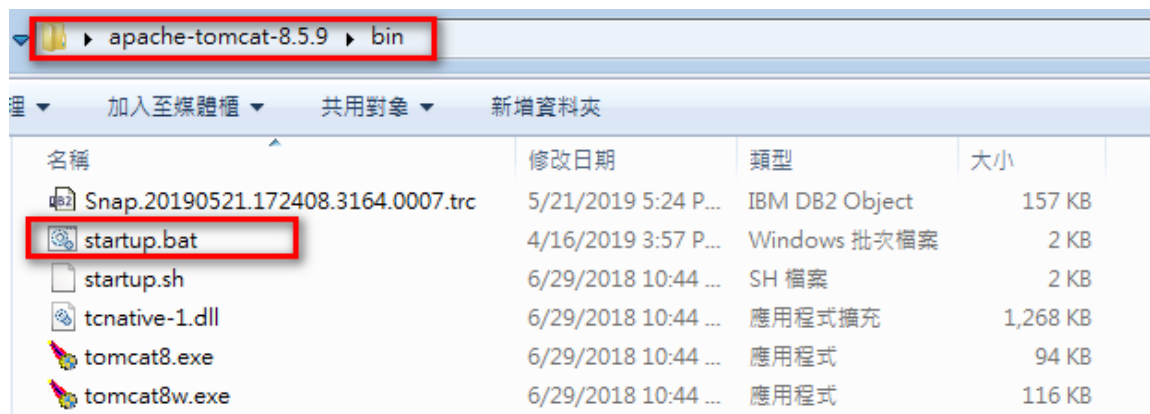 apache-tomcat-8.5.9 ▸ bin
理 加入至媒體櫃 共用對象 新增資料夾
名稱 修改日期 類型 大小
Snap.20190521.172408.3164.0007.trc 5/21/2019 5:24 P... IBM DB2 Object 157 KB
startup.bat 4/16/2019 3:57 P... Windows 批次檔案 2 KB
startup.sh 6/29/2018 10:44 ... SH 檔案 2 KB
tcnative-1.dll 6/29/2018 10:44 ... 應用程式擴充 1,268 KB
tomcat8.exe 6/29/2018 10:44 ... 應用程式 94 KB
tomcat8w.exe 6/29/2018 10:44 ... 應用程式 116 KB